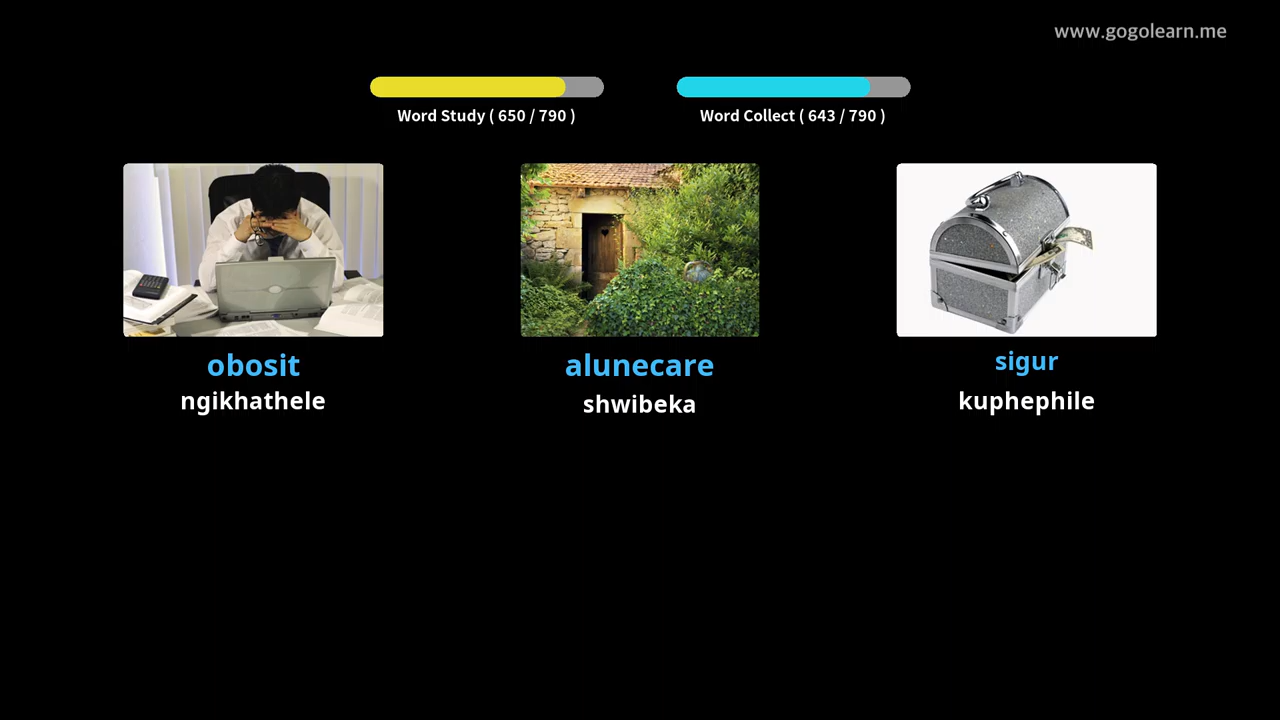 www.gogolearn.me
Word Study ( 650 / 790 )
Word Collect ( 643 / 790 )
obosit
ngikhathele
alunecare
shwibeka
sigur
kuphephile